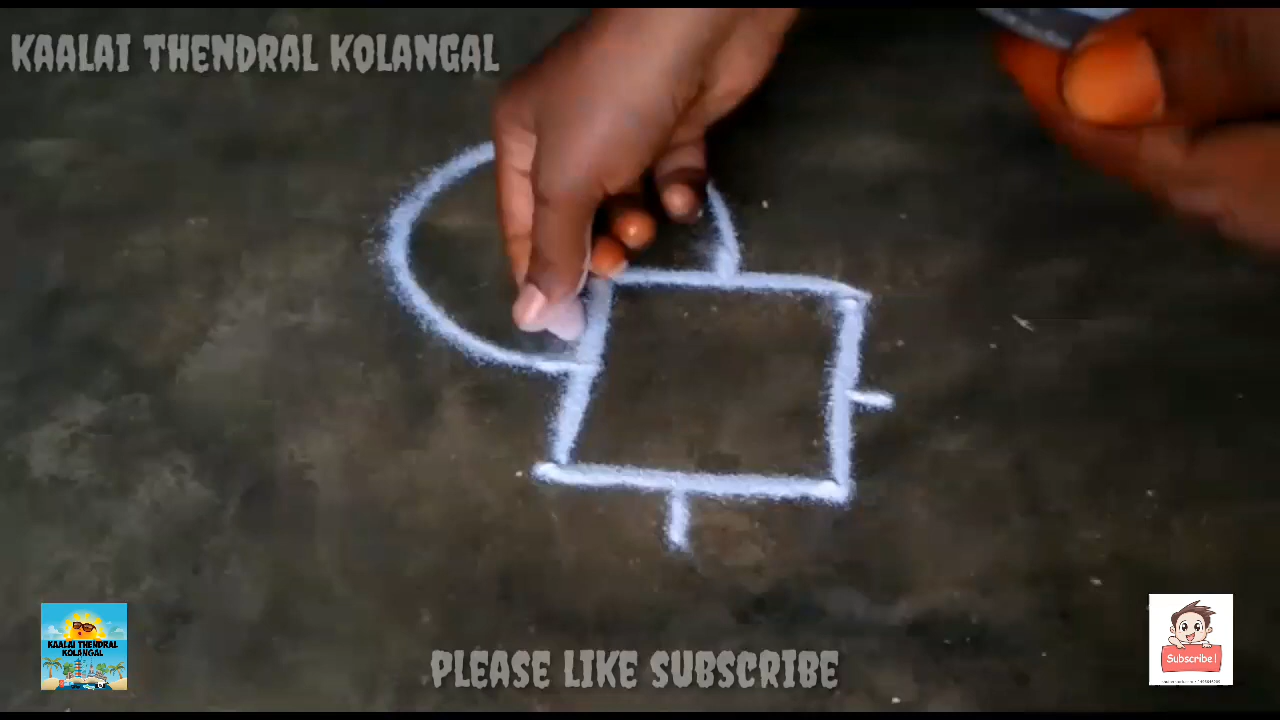 KAALAI THENDRAL KOLANGAL
KAALAI THENDRAL
KOLANGAL
Subscribe!
PLEASE LIKE SUBSCRIBE